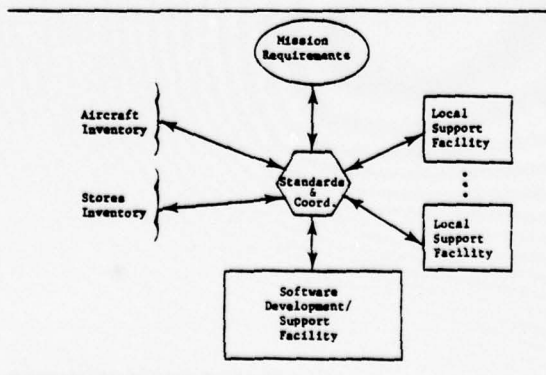 Mission
Requirements
Aircraft
Inventory
Local
Support
Facility
Standards
&
Coord.
Stores
Inventory
Local
Support
Facility
Software
Development/
Support
Facility